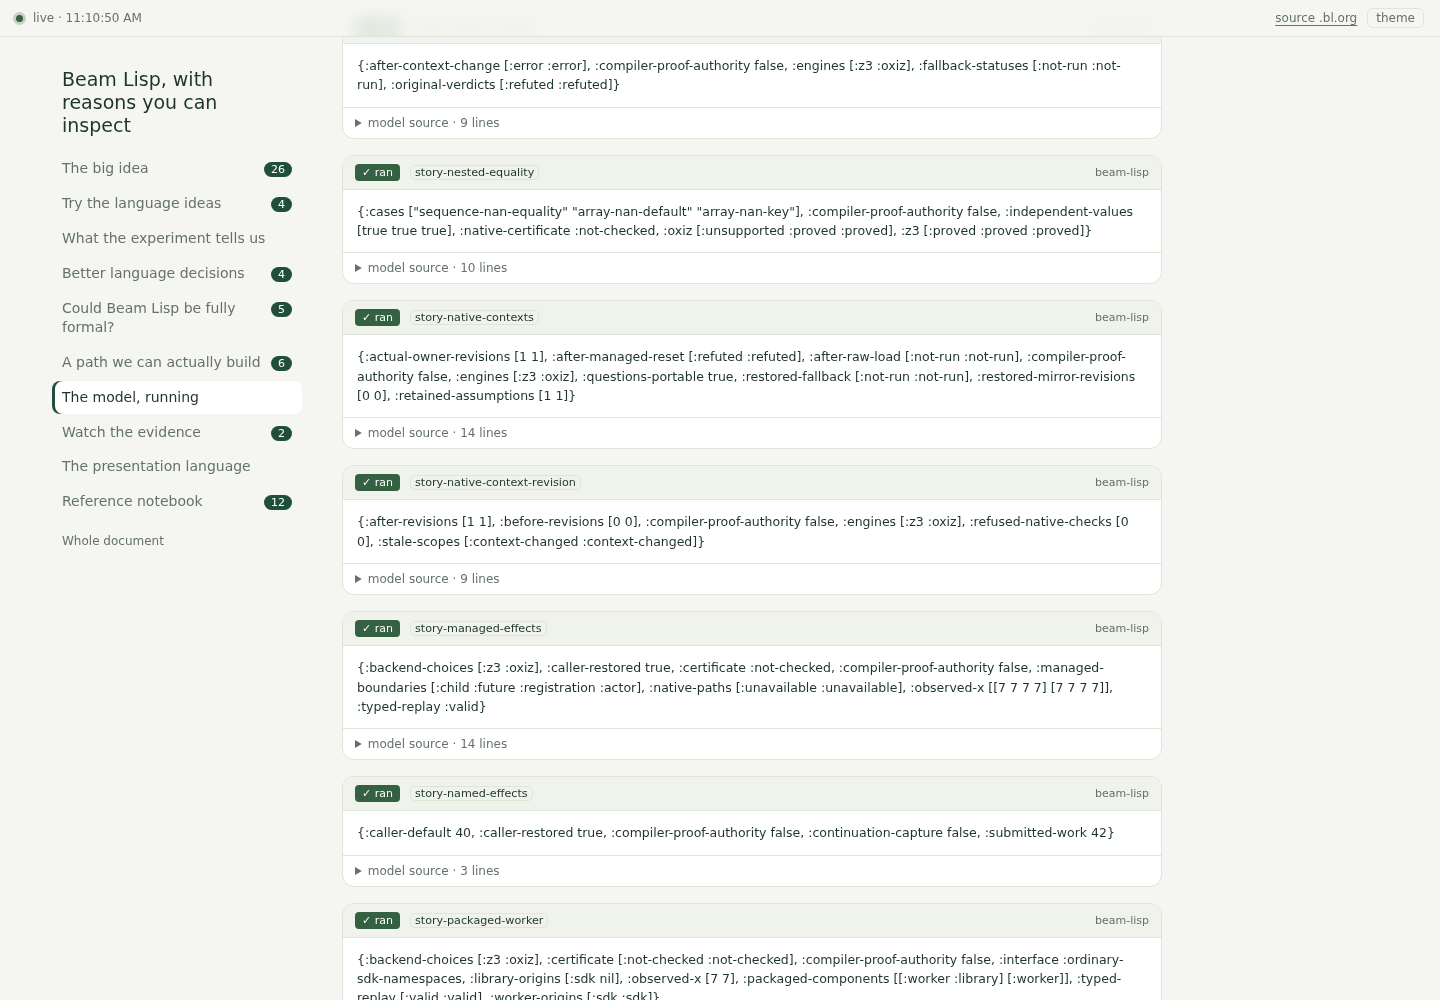 live · 11:10:50 AM
source .bl.org
theme
Beam Lisp, with
reasons you can
inspect
The big idea 26
Try the language ideas 4
What the experiment tells us
Better language decisions 4
Could Beam Lisp be fully
formal? 5
A path we can actually build 6
The model, running
Watch the evidence 2
The presentation language
Reference notebook 12
Whole document
{:after-context-change [:error :error], :compiler-proof-authority false, :engines [:z3 :oxiz], :fallback-statuses [:not-run :not-
run], :original-verdicts [:refuted :refuted]}
▶ model source · 9 lines
✓ ran story-nested-equality beam-lisp
{:cases ["sequence-nan-equality" "array-nan-default" "array-nan-key"], :compiler-proof-authority false, :independent-values
[true true true], :native-certificate :not-checked, :oxiz [:unsupported :proved :proved], :z3 [:proved :proved :proved]}
▶ model source · 10 lines
✓ ran story-native-contexts beam-lisp
{:actual-owner-revisions [1 1], :after-managed-reset [:refuted :refuted], :after-raw-load [:not-run :not-run], :compiler-proof-
authority false, :engines [:z3 :oxiz], :questions-portable true, :restored-fallback [:not-run :not-run], :restored-mirror-revisions
[0 0], :retained-assumptions [1 1]}
▶ model source · 14 lines
✓ ran story-native-context-revision beam-lisp
{:after-revisions [1 1], :before-revisions [0 0], :compiler-proof-authority false, :engines [:z3 :oxiz], :refused-native-checks [0
0], :stale-scopes [:context-changed :context-changed]}
▶ model source · 9 lines
✓ ran story-managed-effects beam-lisp
{:backend-choices [:z3 :oxiz], :caller-restored true, :certificate :not-checked, :compiler-proof-authority false, :managed-
boundaries [:child :future :registration :actor], :native-paths [:unavailable :unavailable], :observed-x [[7 7 7 7] [7 7 7 7]],
:typed-replay :valid}
▶ model source · 14 lines
✓ ran story-named-effects beam-lisp
{:caller-default 40, :caller-restored true, :compiler-proof-authority false, :continuation-capture false, :submitted-work 42}
▶ model source · 3 lines
✓ ran story-packaged-worker beam-lisp
{:backend-choices [:z3 :oxiz], :certificate [:not-checked :not-checked], :compiler-proof-authority false, :interface :ordinary-
sdk-namespaces, :library-origins [:sdk nil], :observed-x [7 7], :packaged-components [[:worker :library] [:worker]], :typed-
replay [:valid :valid], :worker-origins [:sdk :sdk]}